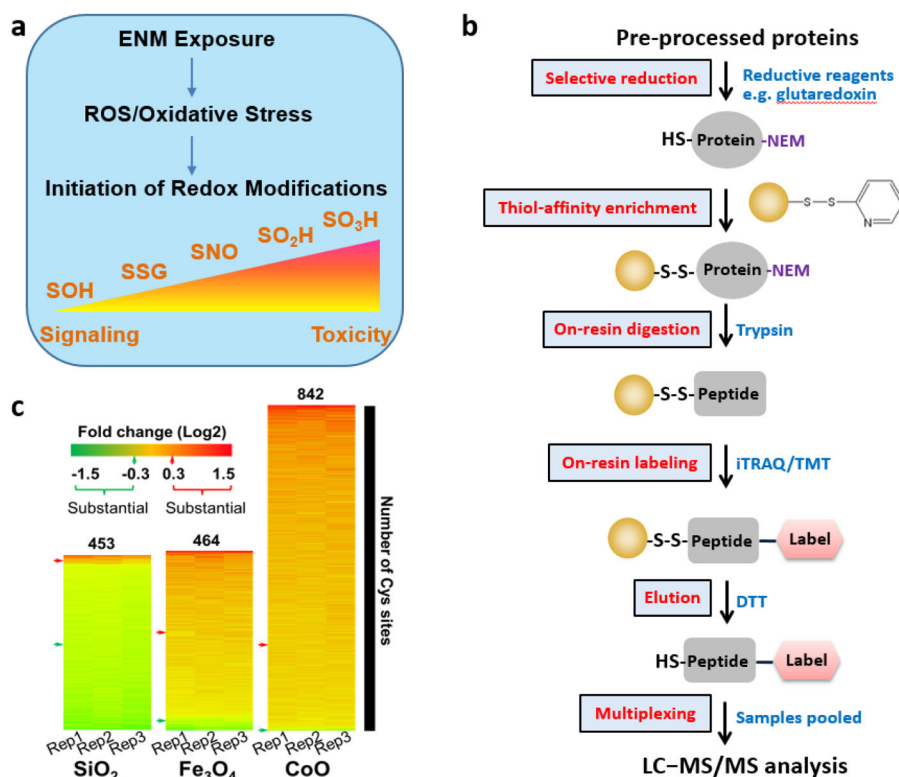 a
ENM Exposure
ROS/Oxidative Stress
Initiation of Redox Modifications
SOH
SSG
SNO
SO₂H
SO₃H
Signaling
Toxicity
b
Pre-processed proteins
Selective reduction
Reductive reagents
e.g. glutaredoxin
HS-Protein-NEM
Thiol-affinity enrichment
S S
N
-S-S-Protein-NEM
On-resin digestion
Trypsin
-S-S-Peptide
On-resin labeling
iTRAQ/TMT
-S-S-Peptide Label
Elution
DTT
HS-Peptide Label
Multiplexing
Samples pooled
LC−MS/MS analysis
c
Fold change (Log2)
-1.5 -0.3 0.3 1.5
Substantial Substantial
453
464
842
Number of Cys sites
Rep1 Rep2 Rep3 Rep1 Rep2 Rep3 Rep1 Rep2 Rep3
SiO₂ Fe₃O₄ CoO